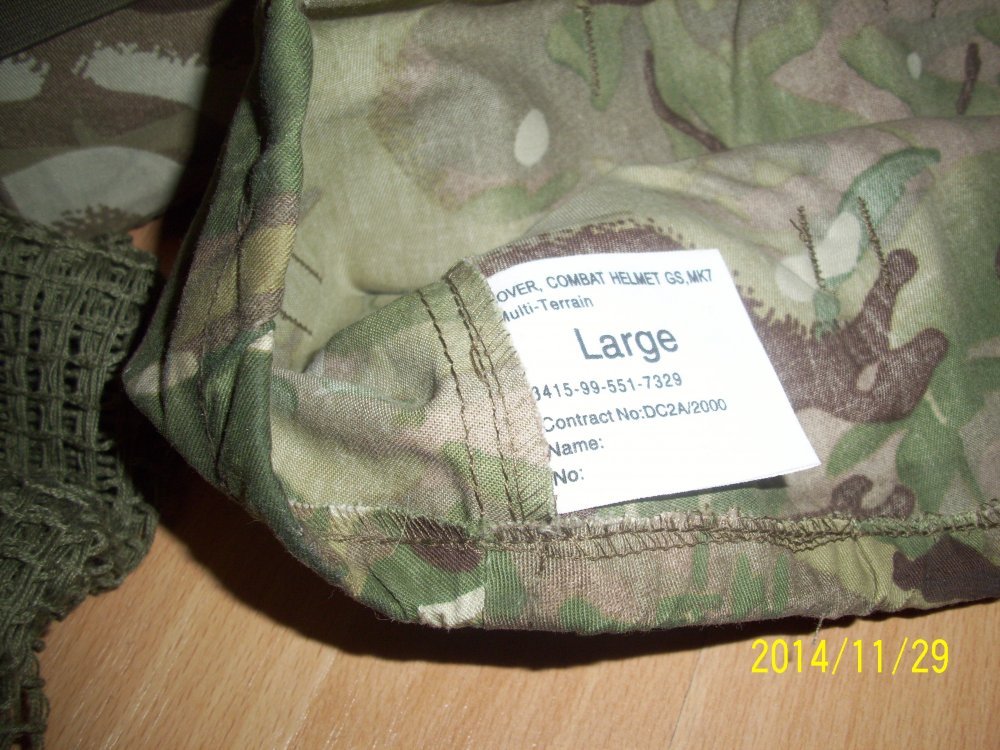 OVER, COMBAT HELMET GS,MK7
Multi-Terrain
Large
8415-99-551-7329
Contract No:DC2A/2000
Name:
No:
2014/11/29